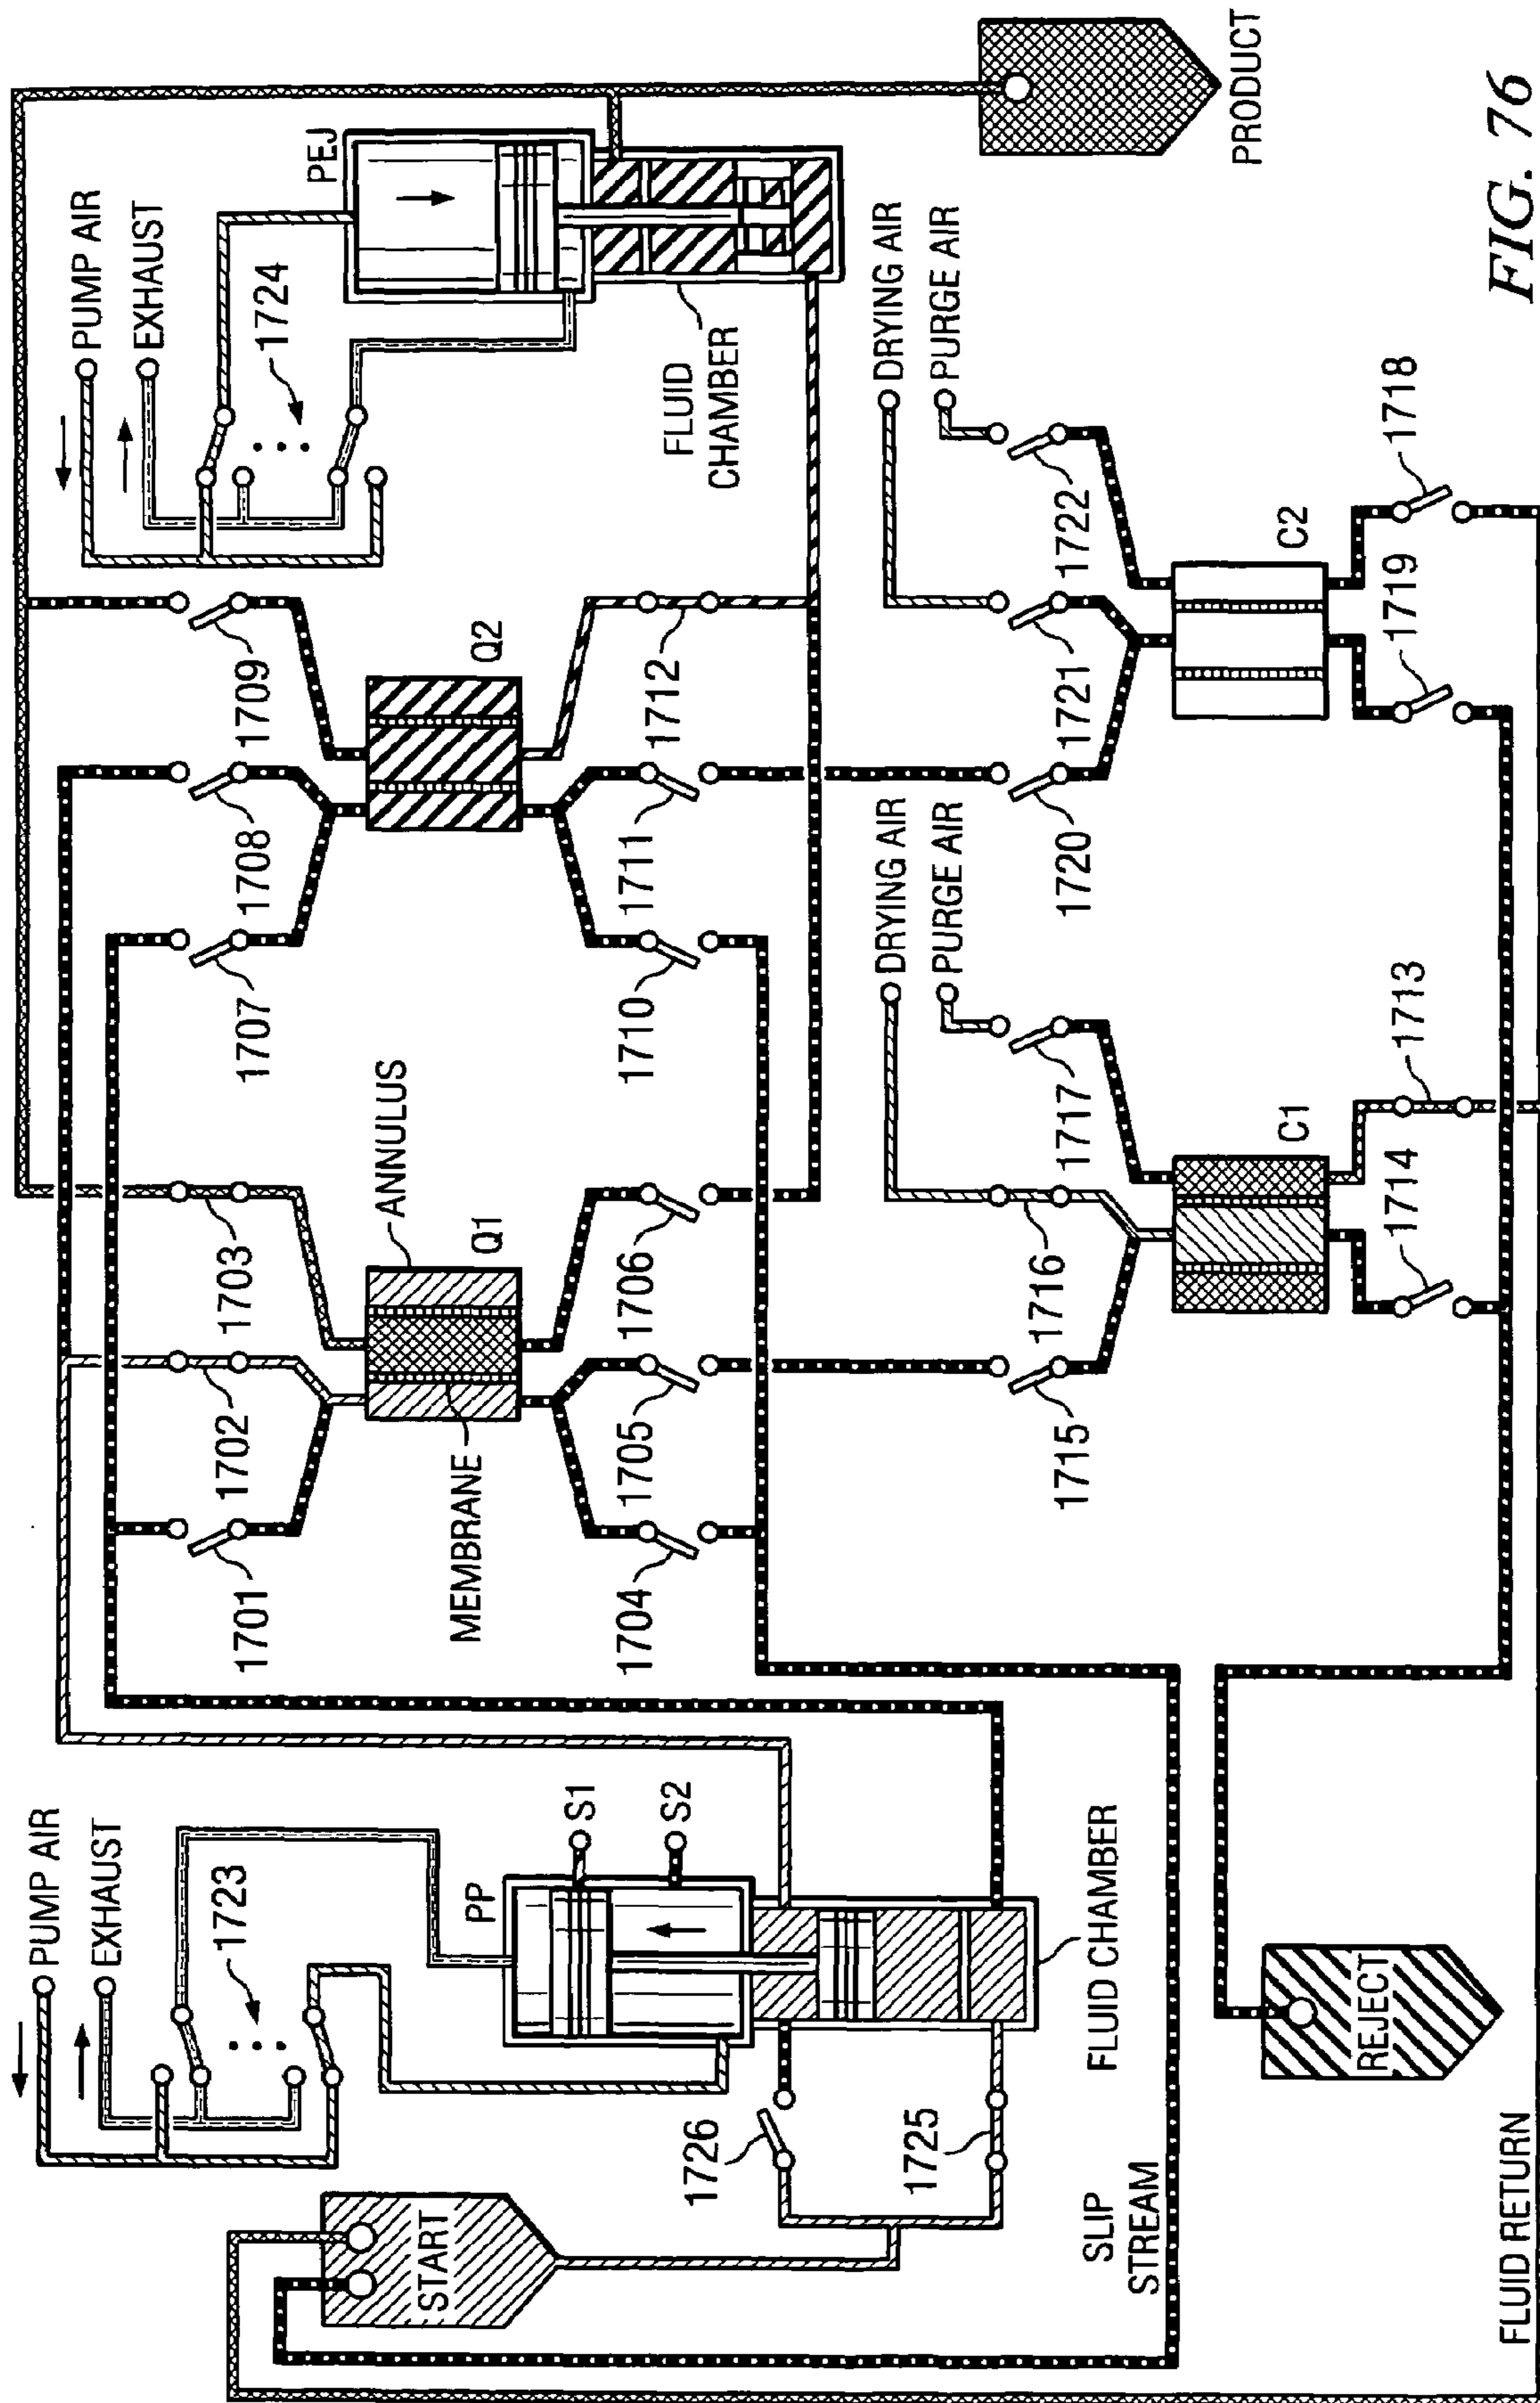 PUMP AIR
EXHAUST
1723
START
1726
1725
PP
S1
S2
FLUID CHAMBER
SLIP
STREAM
REJECT
FLUID RETURN
1701
1702
1703
MEMBRANE
ANNULUS
Q1
1704
1705
1706
1707
1708
1709
Q2
1710
1711
1712
PUMP AIR
EXHAUST
1724
PEJ
FLUID
CHAMBER
PRODUCT
DRYING AIR
PURGE AIR
1715
1716
1717
C1
1714
1713
DRYING AIR
PURGE AIR
1720
1721
1722
C2
1719
1718
FIG. 76